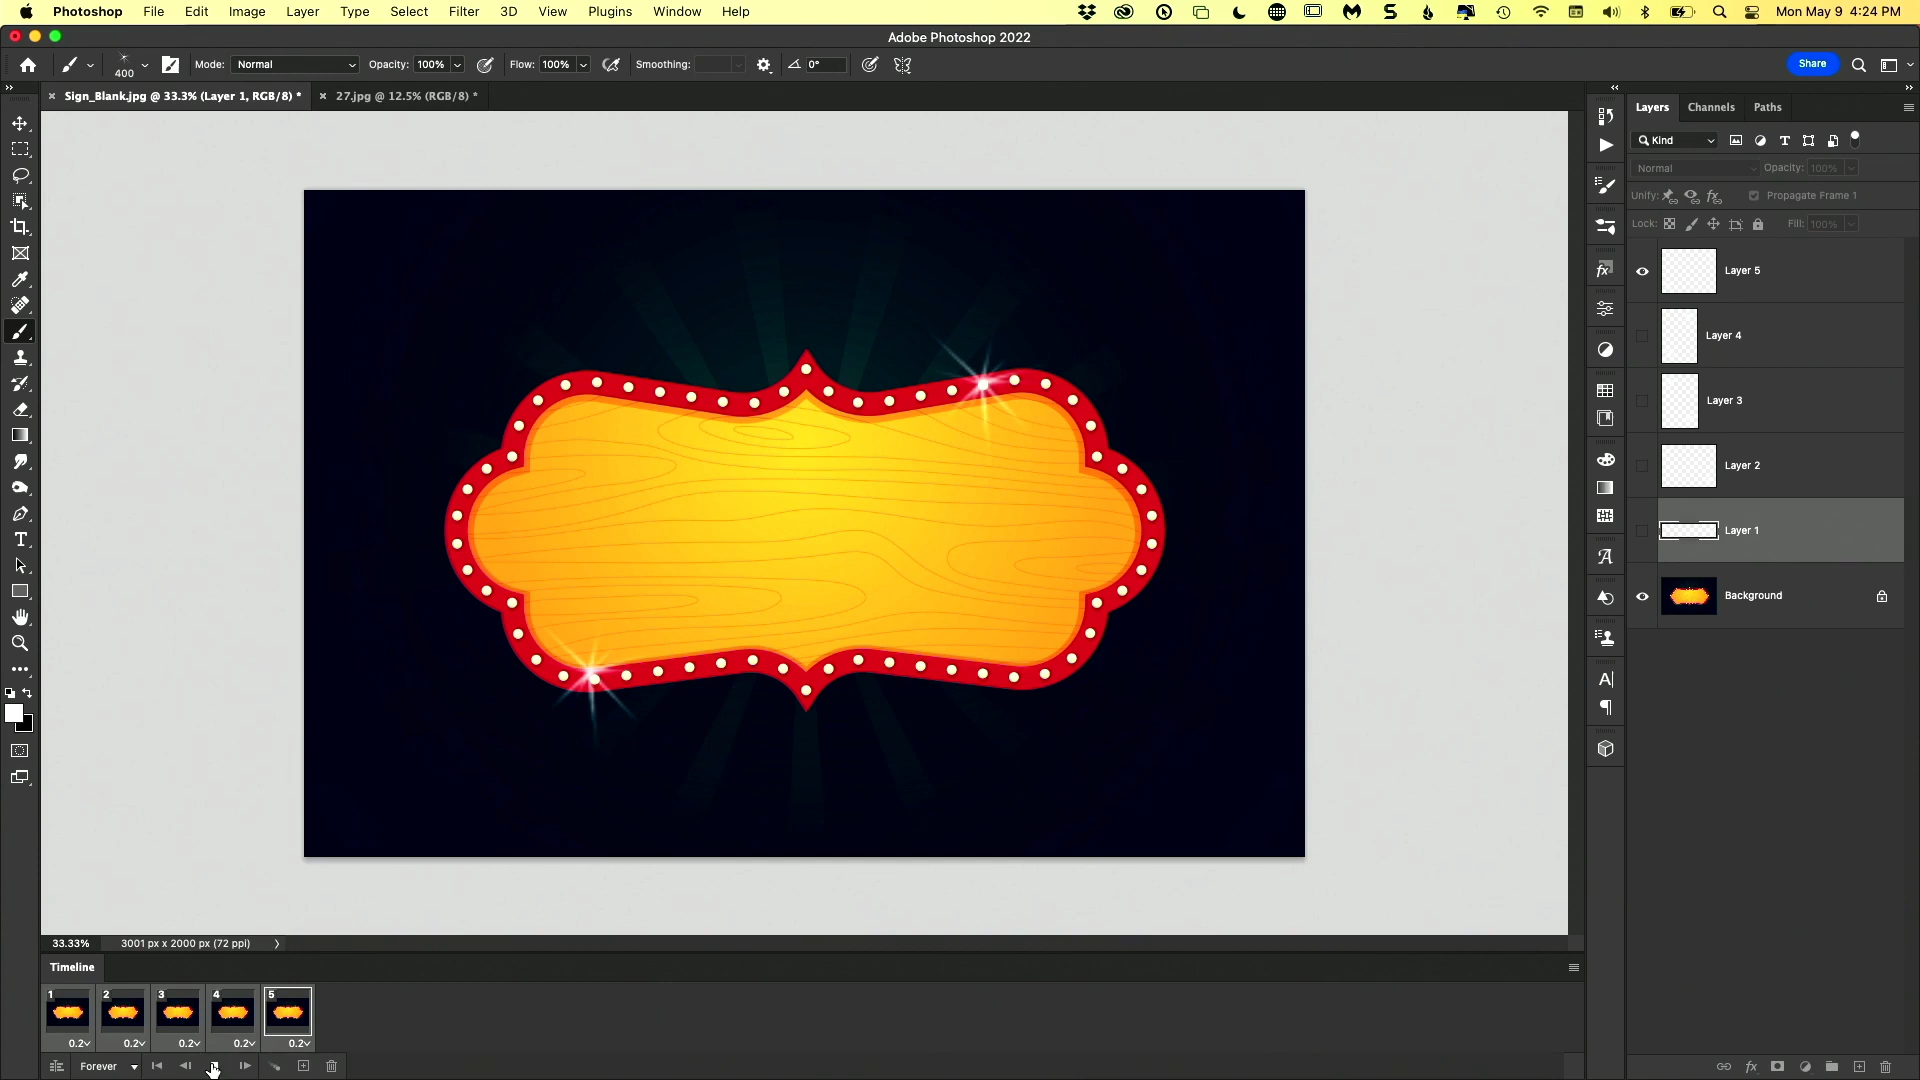 Photoshop File Edit Image Layer Type Select Filter 3D View Plugins Window Help Mon May 9 4:24 PM
Adobe Photoshop 2022
400 Mode: Normal Opacity: 100% Flow: 100% Smoothing: 0° Share
Sign_Blank.jpg @ 33.3% (Layer 1, RGB/8) * 27.jpg @ 12.5% (RGB/8) *
Layers Channels Paths
Kind
Normal Opacity: 100%
Unify: Propagate Frame 1
Lock: Fill: 100%
Layer 5
Layer 4
Layer 3
Layer 2
Layer 1
Background
33.33% 3001 px x 2000 px (72 ppi)
Timeline
1 2 3 4 5
0.2 0.2 0.2 0.2 0.2
Forever